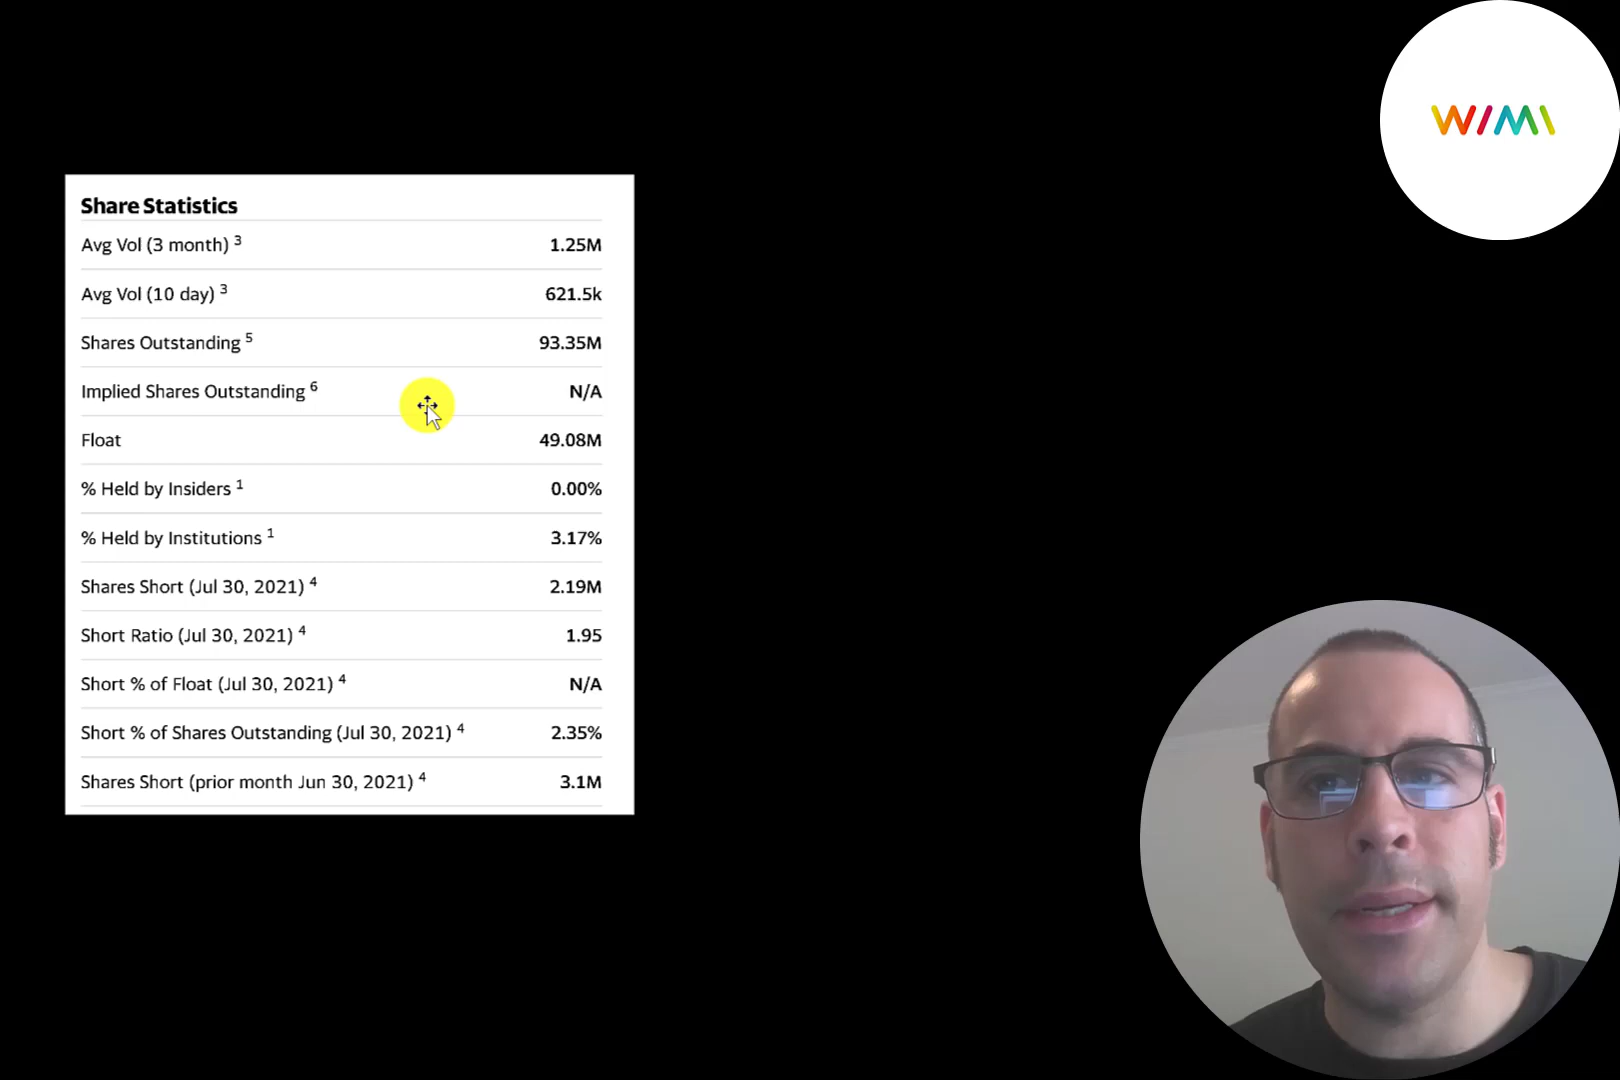 WIMI
Share Statistics
Avg Vol (3 month) 3 1.25M
Avg Vol (10 day) 3 621.5k
Shares Outstanding 5 93.35M
Implied Shares Outstanding 6 N/A
Float 49.08M
% Held by Insiders 1 0.00%
% Held by Institutions 1 3.17%
Shares Short (Jul 30, 2021) 4 2.19M
Short Ratio (Jul 30, 2021) 4 1.95
Short % of Float (Jul 30, 2021) 4 N/A
Short % of Shares Outstanding (Jul 30, 2021) 4 2.35%
Shares Short (prior month Jun 30, 2021) 4 3.1M